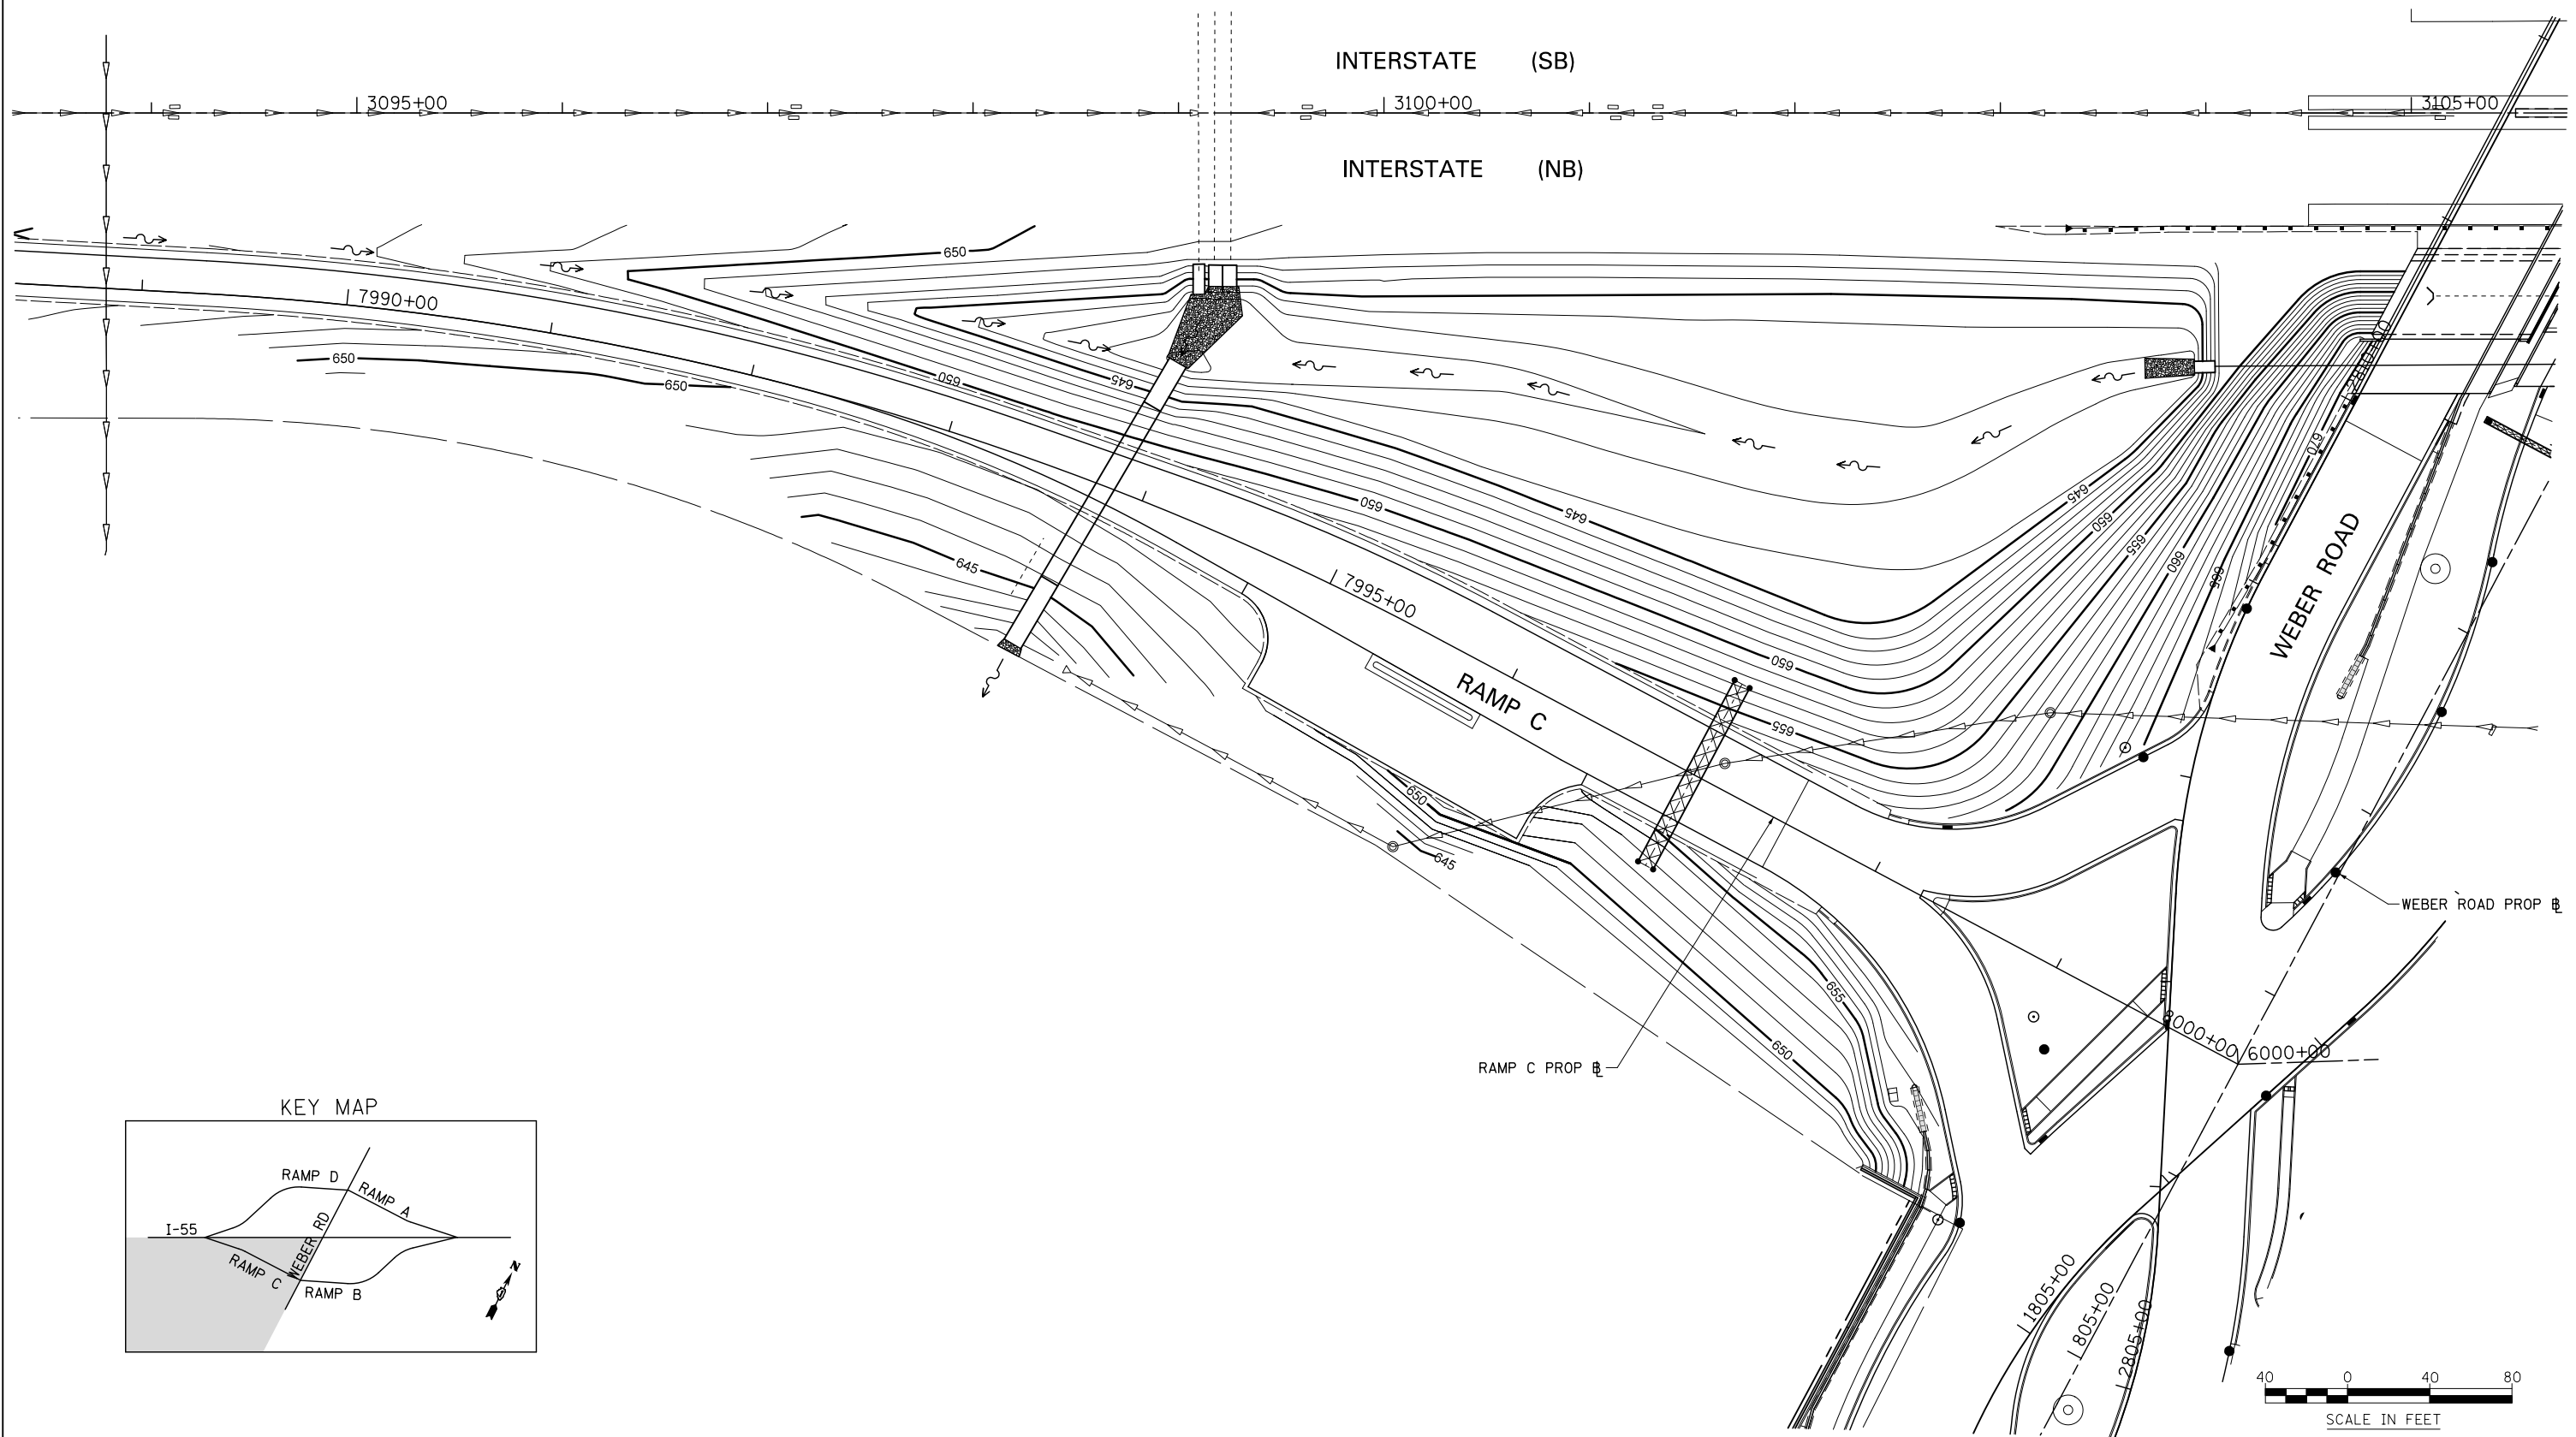 INTERSTATE (SB)
3095+00
3100+00
3105+00
INTERSTATE (NB)
650
7990+00
650
650
650
645
645
650
645
650
645
650
655
660
665
670
WEBER ROAD
7995+00
RAMP C
650
655
650
645
WEBER ROAD PROP BL
655
650
RAMP C PROP BL
8000+00
6000+00
KEY MAP
RAMP D
RAMP A
I-55
WEBER RD
RAMP C
RAMP B
N
1805+00
805+00
2805+00
40 0 40 80
SCALE IN FEET